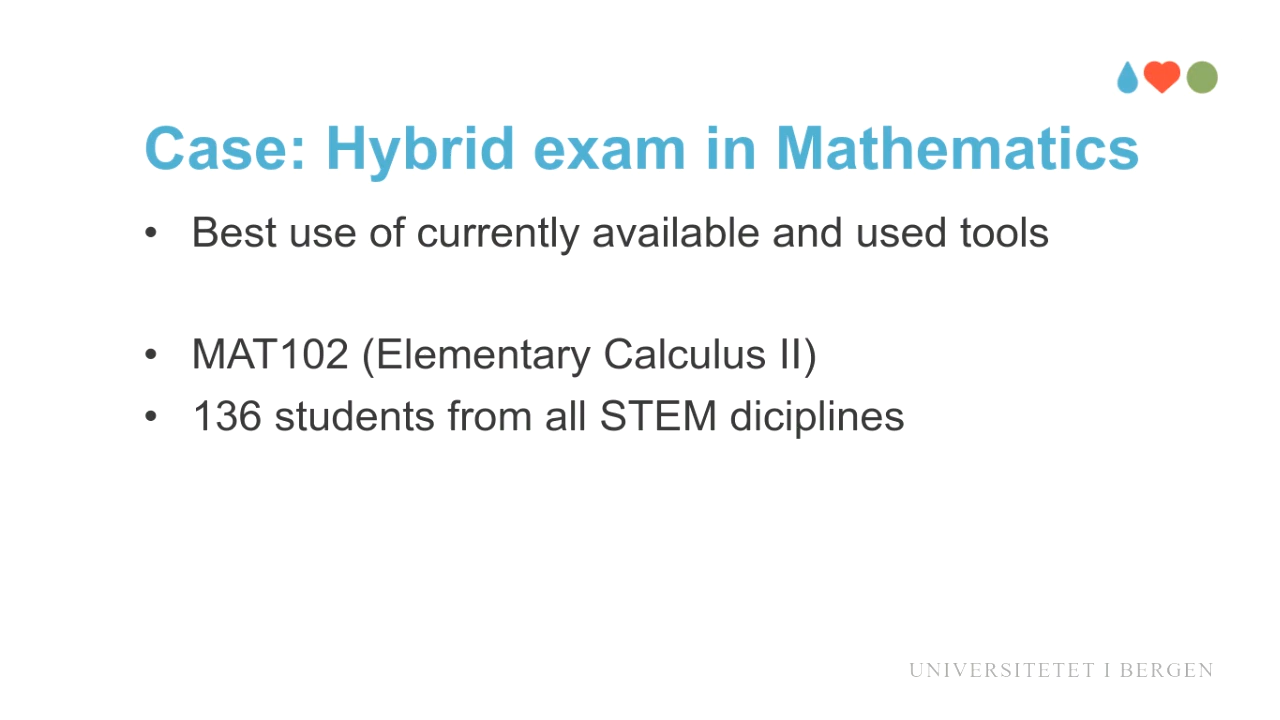 Case: Hybrid exam in Mathematics
• Best use of currently available and used tools
• MAT102 (Elementary Calculus II)
• 136 students from all STEM diciplines
UNIVERSITETET I BERGEN